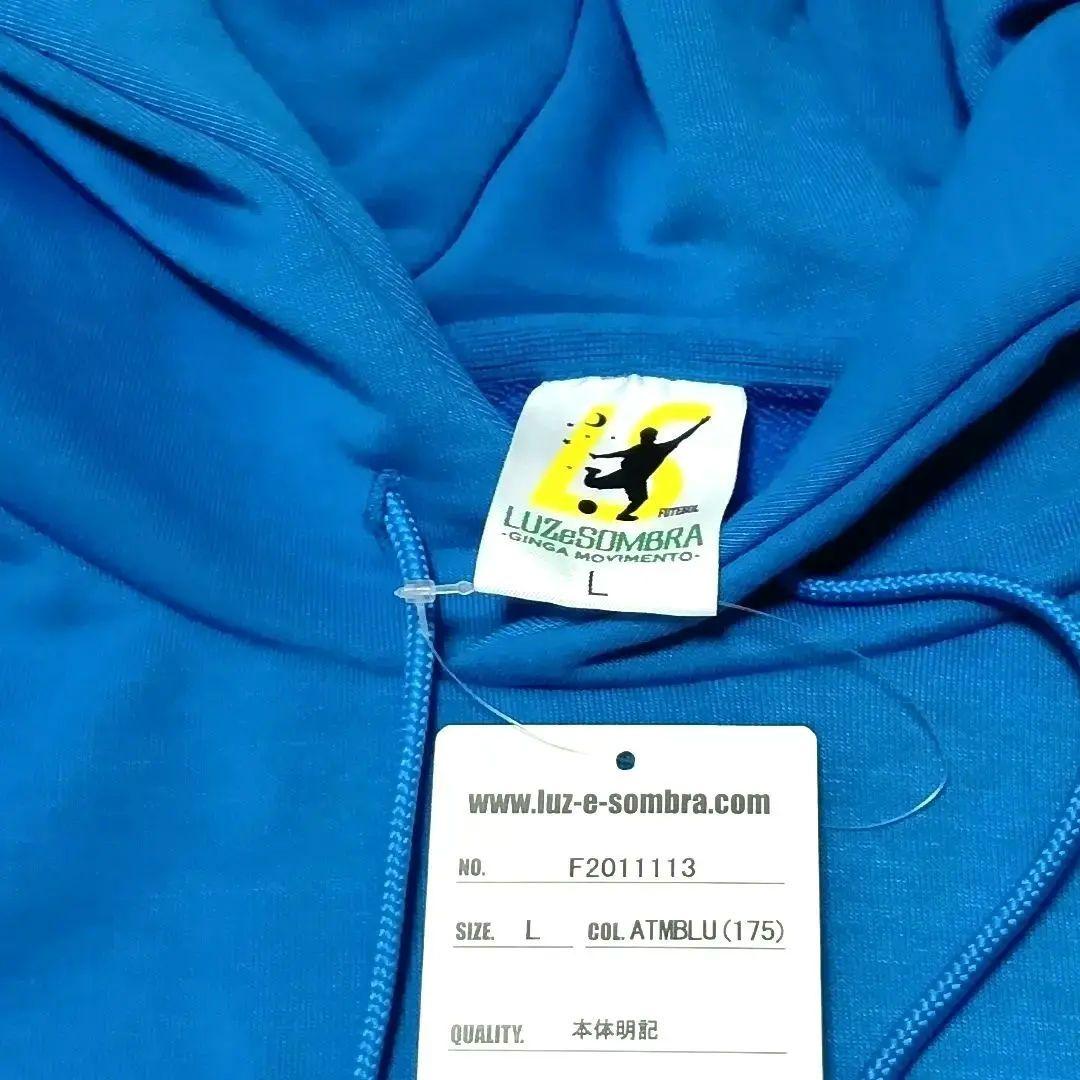 LS
FUTEBOL
LUZeSOMBRA
-GINGA MOVIMENTO-
L
www.luz-e-sombra.com
NO. F2011113
SIZE. L COL. ATMBLU(175)
QUALITY. 本体明記